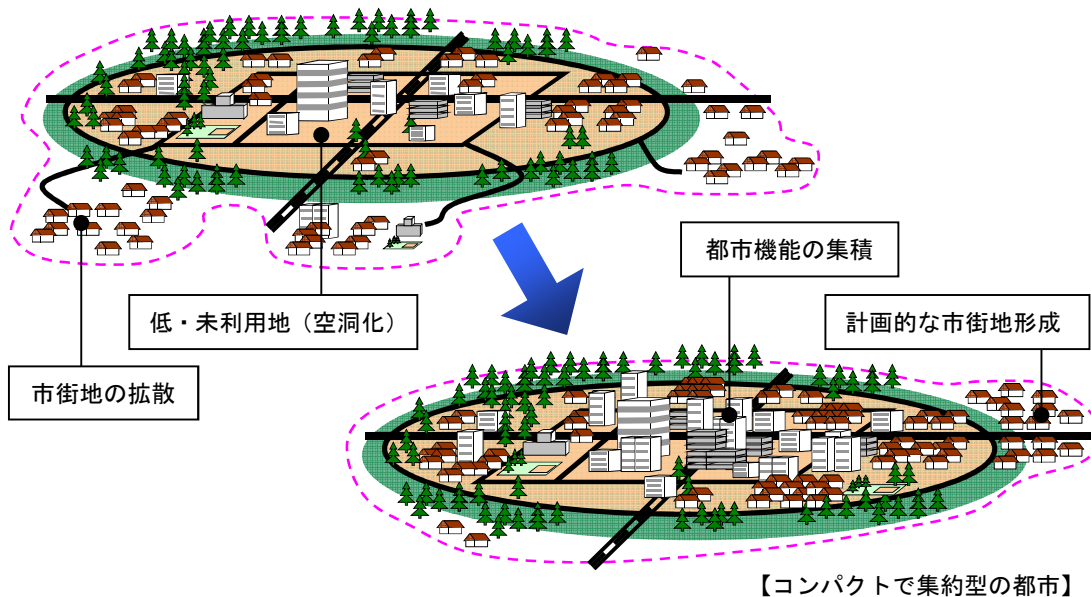 都市機能の集積
低・未利用地（空洞化）
計画的な市街地形成
市街地の拡散
【コンパクトで集約型の都市】